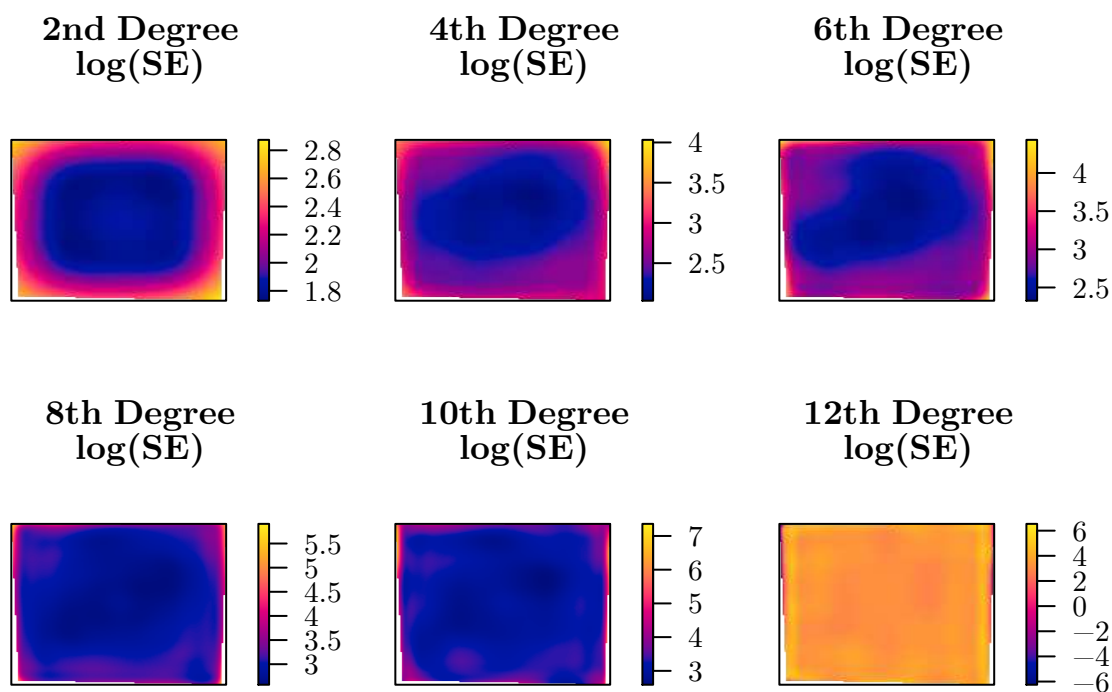 2nd Degree
log(SE)
4th Degree
log(SE)
6th Degree
log(SE)
2.8
2.6
2.4
2.2
2
1.8
4
3.5
3
2.5
4
3.5
3
2.5
8th Degree
log(SE)
10th Degree
log(SE)
12th Degree
log(SE)
5.5
5
4.5
4
3.5
3
7
6
5
4
3
6
4
2
0
−2
−4
−6